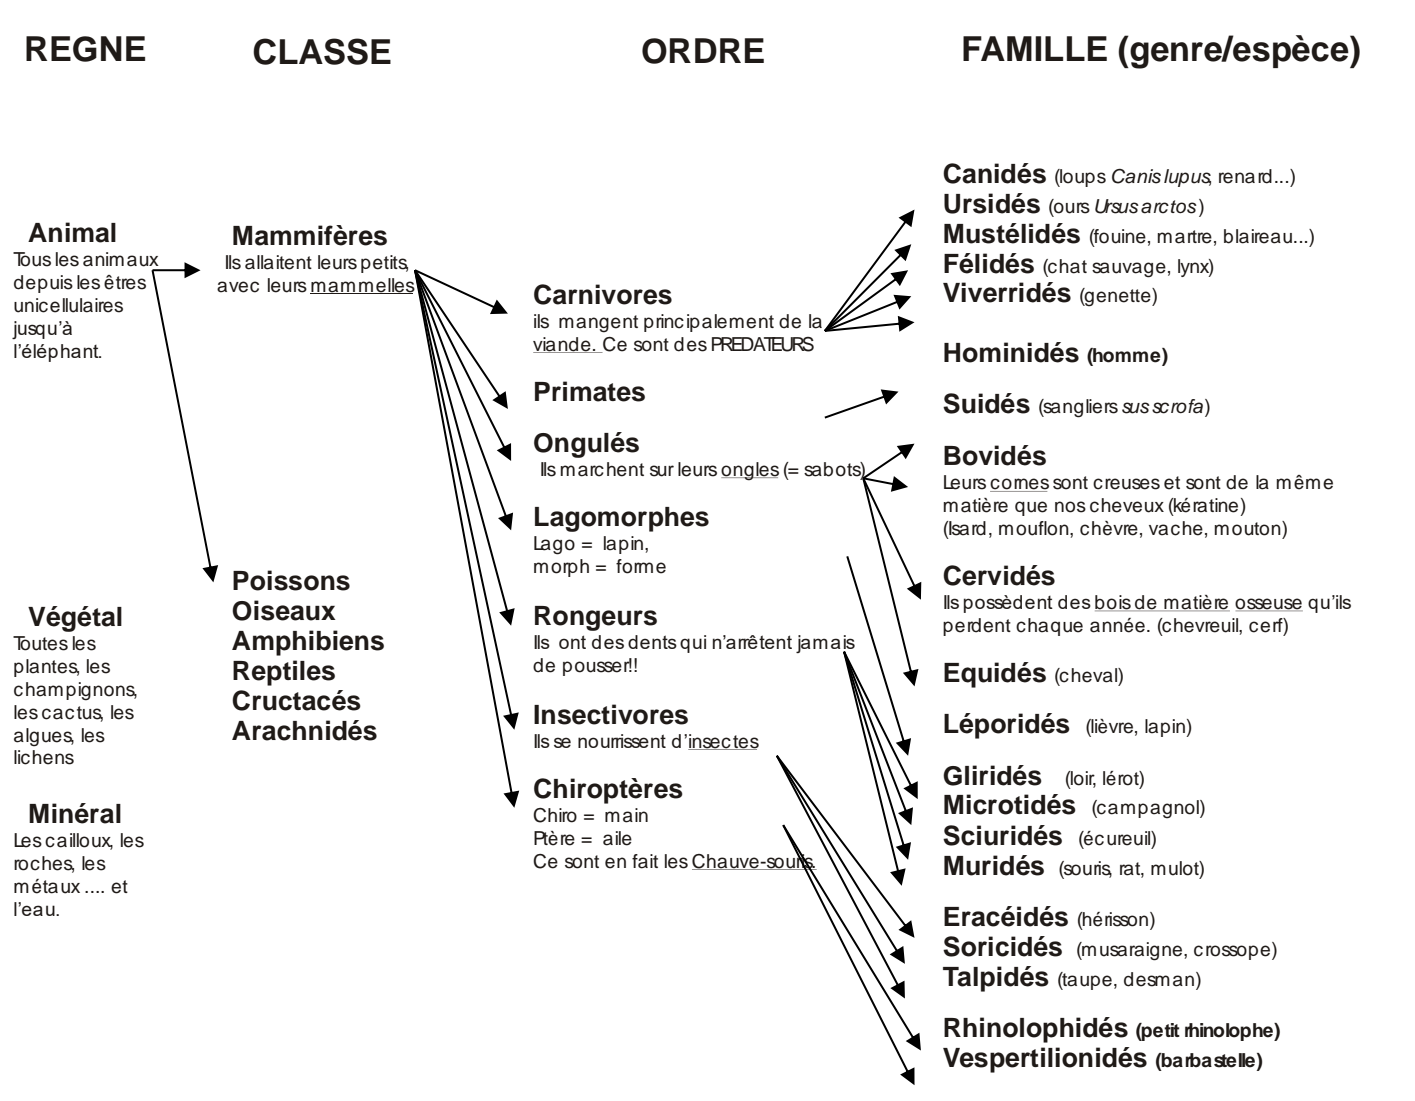 REGNE
CLASSE
ORDRE
FAMILLE (genre/espèce)
Animal
Tous les animaux
depuis les êtres
unicellulaires
jusqu'à
l'éléphant.
Végétal
Toutes les
plantes, les
champignons,
les cactus, les
algues, les
lichens
Minéral
Les cailloux, les
roches, les
métaux .... et
l'eau.
Mammifères
Ils allaitent leurs petits,
avec leurs mammelles
Poissons
Oiseaux
Amphibiens
Reptiles
Cructacés
Arachnidés
Carnivores
ils mangent principalement de la
viande. Ce sont des PREDATEURS
Primates
Ongulés
Ils marchent sur leurs ongles (= sabots)
Lagomorphes
Lago = lapin,
morph = forme
Rongeurs
Ils ont des dents qui n'arrêtent jamais
de pousser!!
Insectivores
Ils se nourrissent d'insectes
Chiroptères
Chiro = main
Ptère = aile
Ce sont en fait les Chauve-souris.
Canidés (loups Canis lupus, renard...)
Ursidés (ours Ursus arctos)
Mustélidés (fouine, martre, blaireau...)
Félidés (chat sauvage, lynx)
Viverridés (genette)
Hominidés (homme)
Suidés (sangliers sus scrofa)
Bovidés
Leurs cornes sont creuses et sont de la même
matière que nos cheveux (kératine)
(Isard, mouflon, chèvre, vache, mouton)
Cervidés
Ils possèdent des bois de matière osseuse qu'ils
perdent chaque année. (chevreuil, cerf)
Equidés (cheval)
Léporidés (lièvre, lapin)
Gliridés (loir, lérot)
Microtidés (campagnol)
Sciuridés (écureuil)
Muridés (souris, rat, mulot)
Eracéidés (hérisson)
Soricidés (musaraigne, crossope)
Talpidés (taupe, desman)
Rhinolophidés (petit rhinolophe)
Vespertilionidés (barbastelle)